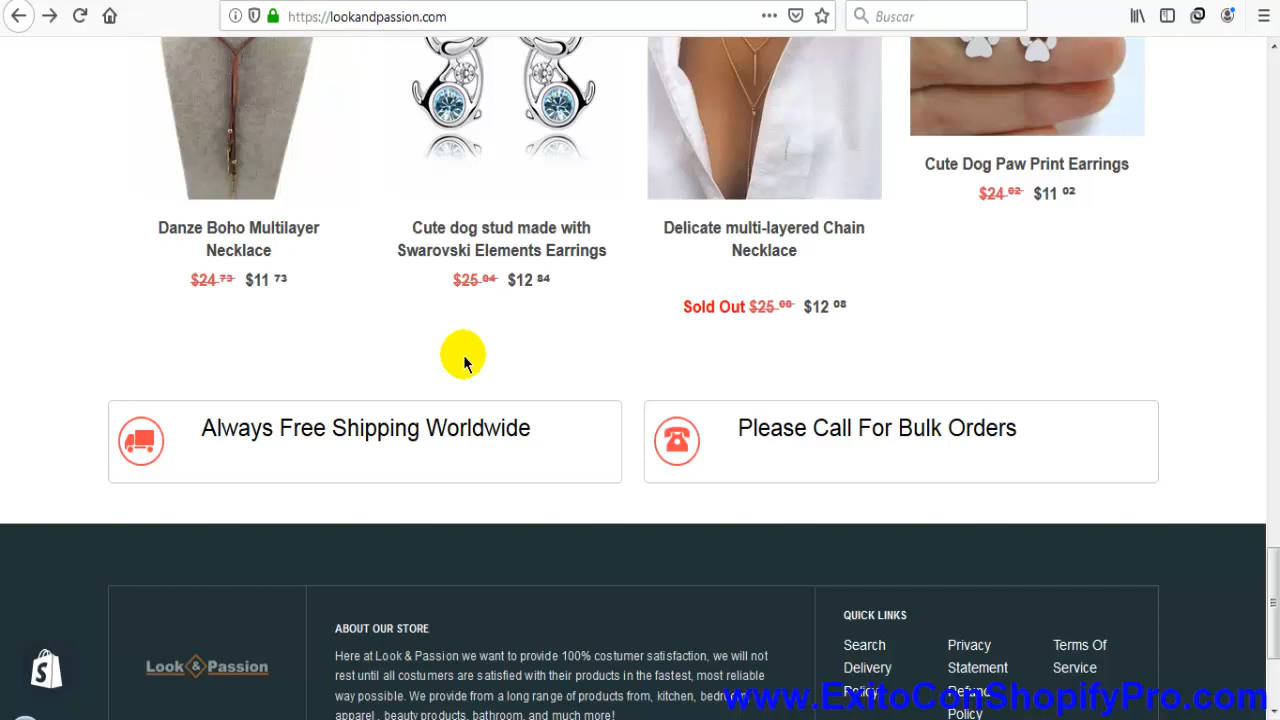 https://lookandpassion.com
Buscar
Cute Dog Paw Print Earrings
$24 02 $11 02
Danze Boho Multilayer
Necklace
$24 73 $11 73
Cute dog stud made with
Swarovski Elements Earrings
$25 84 $12 84
Delicate multi-layered Chain
Necklace
Sold Out $25 08 $12 08
Always Free Shipping Worldwide
Please Call For Bulk Orders
Look & Passion
ABOUT OUR STORE
Here at Look & Passion we want to provide 100% costumer satisfaction, we will not
rest until all costumers are satisfied with their products in the fastest, most reliable
way possible. We provide from a long range of products from, kitchen, bedroom
apparel, beauty products, bathroom, and much more!
QUICK LINKS
Search
Delivery
Policy
Privacy
Statement
Refund
Policy
Terms Of
Service
www.ExitoConShopifyPro.com